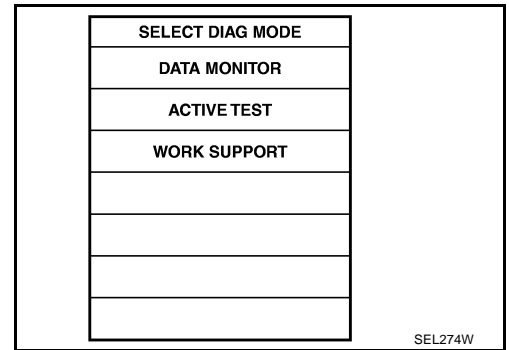 SELECT DIAG MODE
DATA MONITOR
ACTIVE TEST
WORK SUPPORT
SEL274W